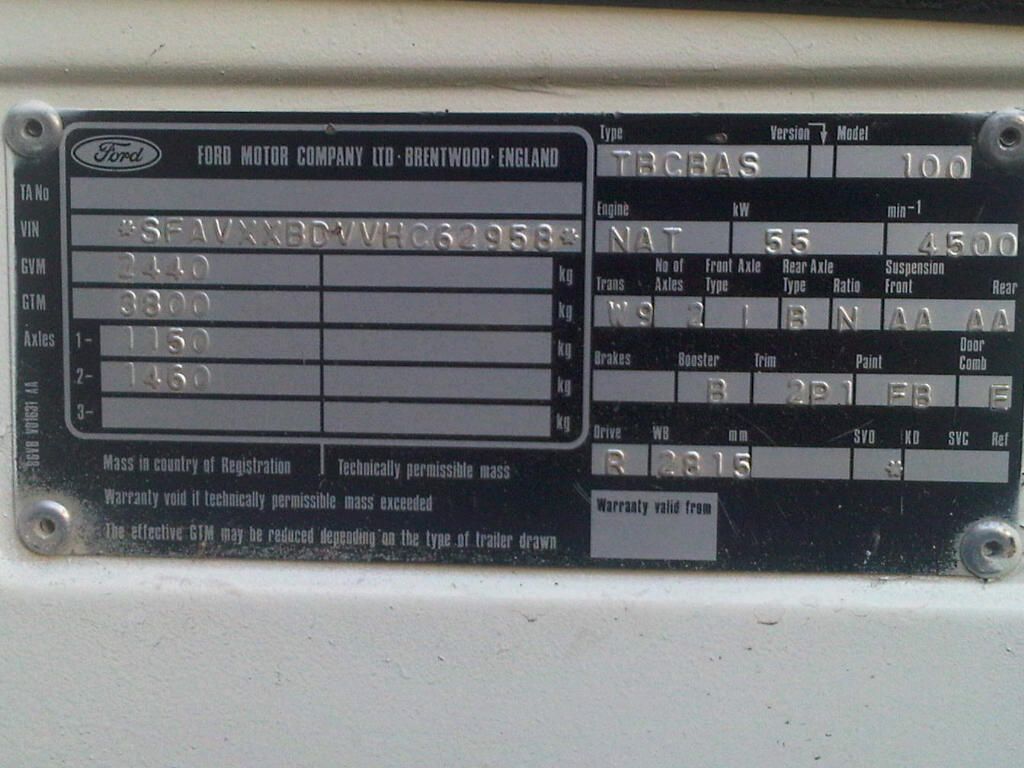 Ford
FORD MOTOR COMPANY LTD·BRENTWOOD·ENGLAND
TA No
VIN *SFAVXXBDVVHC62958*
GVM 2440 kg
GTM 3800 kg
Axles 1- 1150 kg
2- 1460 kg
3- kg
Mass in country of Registration Technically permissible mass
Warranty void if technically permissible mass exceeded
The effective GTM may be reduced depending on the type of trailer drawn
86VB V01631 AA
Type Version Model
TBCBAS 100
Engine kW min-1
NAT 55 4500
Trans No of Axles Front Axle Type Rear Axle Type Ratio Suspension Front Rear
W9 2 I B N AA AA
Brakes Booster Trim Paint Door Comb
B 2P1 FB E
Drive WB mm SVO KD SVC Ref
R 2815 *
Warranty valid from